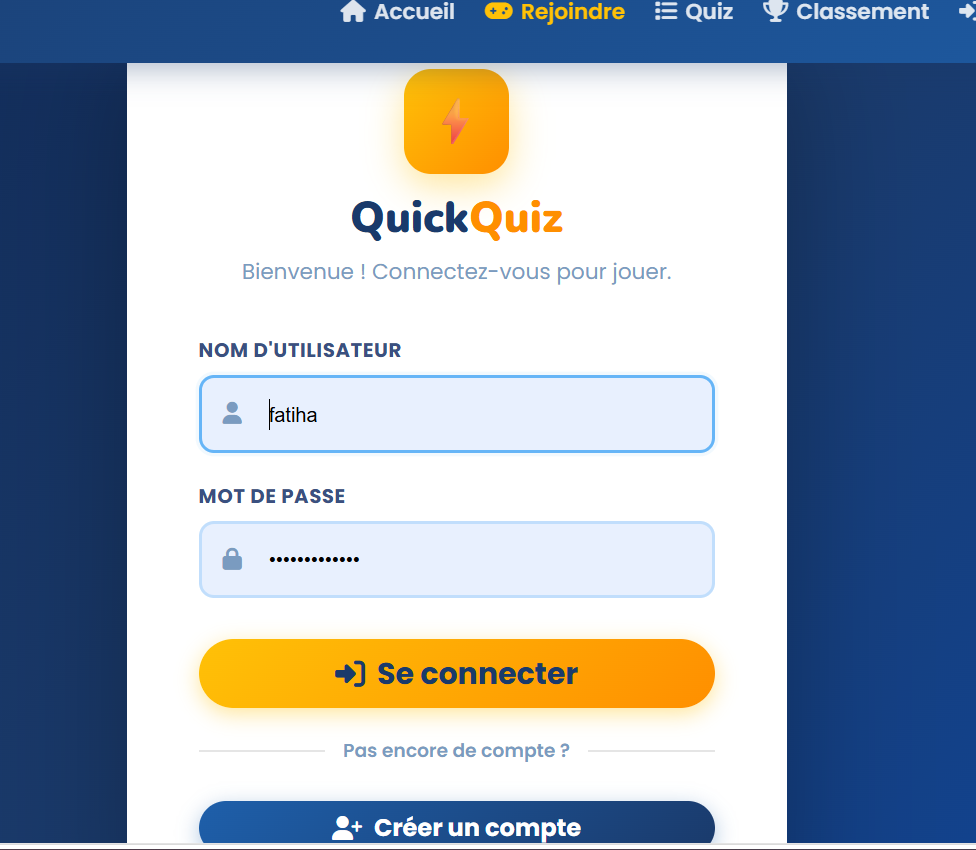 Accueil Rejoindre Quiz Classement
QuickQuiz
Bienvenue ! Connectez-vous pour jouer.
NOM D'UTILISATEUR
fatiha
MOT DE PASSE
•••••••••••••
Se connecter
Pas encore de compte ?
Créer un compte